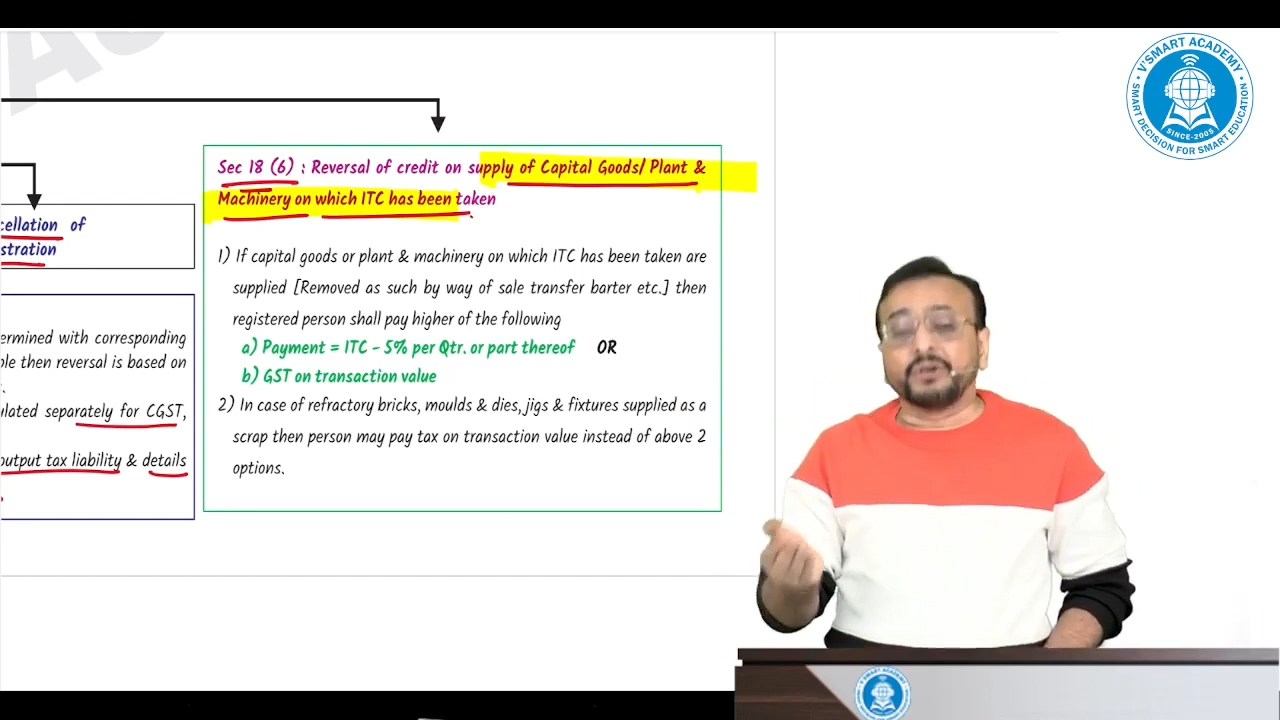 cellation of
stration
ermined with corresponding
ple then reversal is based on
ulated separately for CGST,
output tax liability & details
Sec 18 (6) : Reversal of credit on supply of Capital Goods/ Plant &
Machinery on which ITC has been taken
1) If capital goods or plant & machinery on which ITC has been taken are
supplied [Removed as such by way of sale transfer barter etc.] then
registered person shall pay higher of the following
a) Payment = ITC - 5% per Qtr. or part thereof OR
b) GST on transaction value
2) In case of refractory bricks, moulds & dies, jigs & fixtures supplied as a
scrap then person may pay tax on transaction value instead of above 2
options.
V'SMART ACADEMY
SINCE-2005
SMART DECISION FOR SMART EDUCATION